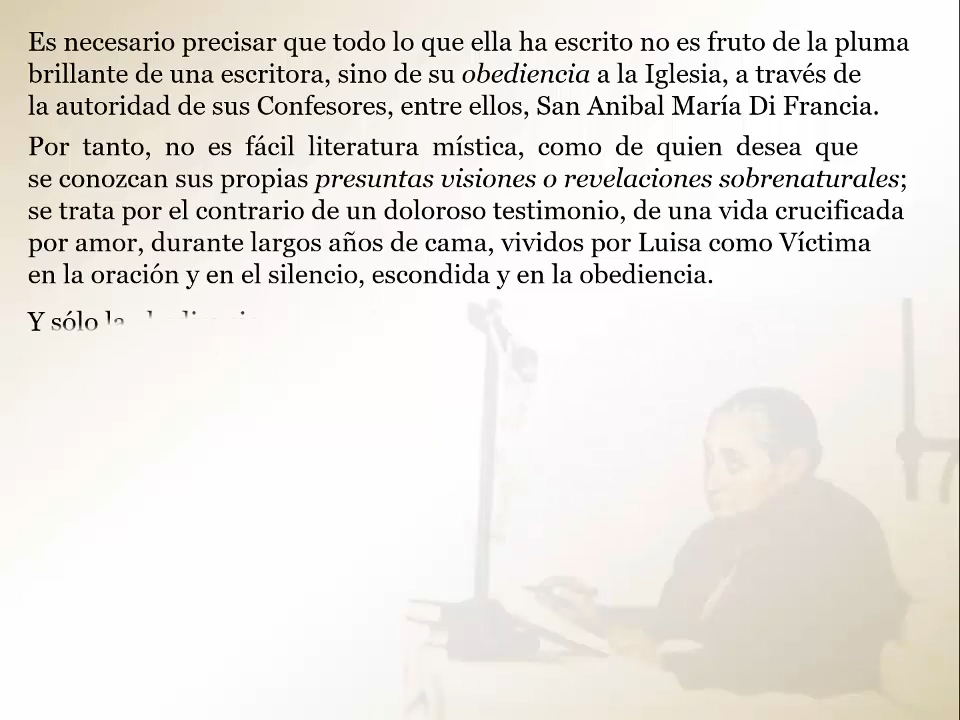 Es necesario precisar que todo lo que ella ha escrito no es fruto de la pluma
brillante de una escritora, sino de su obediencia a la Iglesia, a través de
la autoridad de sus Confesores, entre ellos, San Anibal María Di Francia.
Por tanto, no es fácil literatura mística, como de quien desea que
se conozcan sus propias presuntas visiones o revelaciones sobrenaturales;
se trata por el contrario de un doloroso testimonio, de una vida crucificada
por amor, durante largos años de cama, vividos por Luisa como Víctima
en la oración y en el silencio, escondida y en la obediencia.
Y sólo la